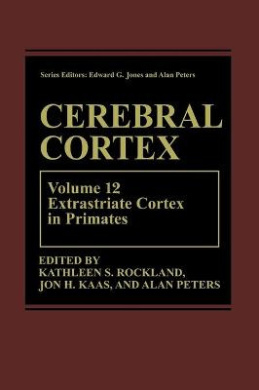 Series Editors: Edward G. Jones and Alan Peters
CEREBRAL
CORTEX
Volume 12
Extrastriate Cortex
in Primates
EDITED BY
KATHLEEN S. ROCKLAND,
JON H. KAAS, AND ALAN PETERS